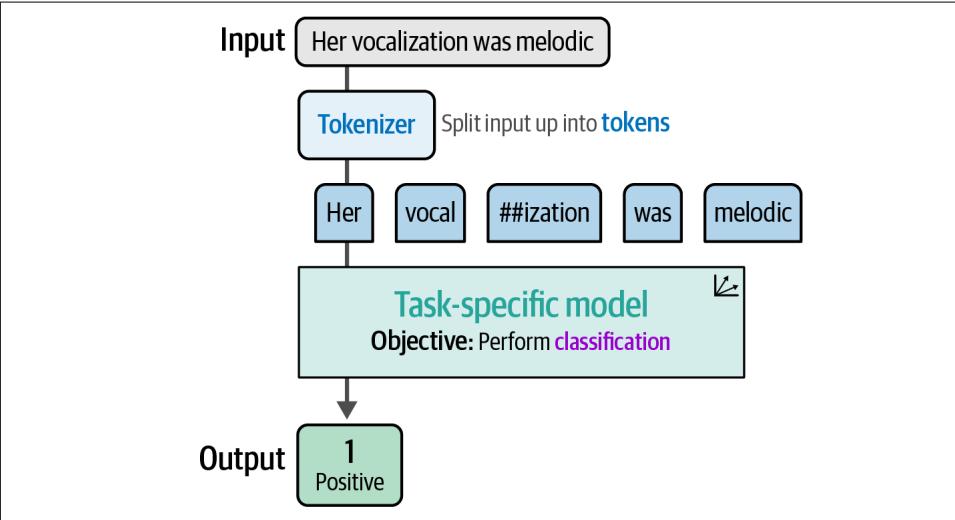 Input Her vocalization was melodic
Tokenizer Split input up into tokens
Her vocal ##ization was melodic
Task-specific model
Objective: Perform classification
Output 1
Positive